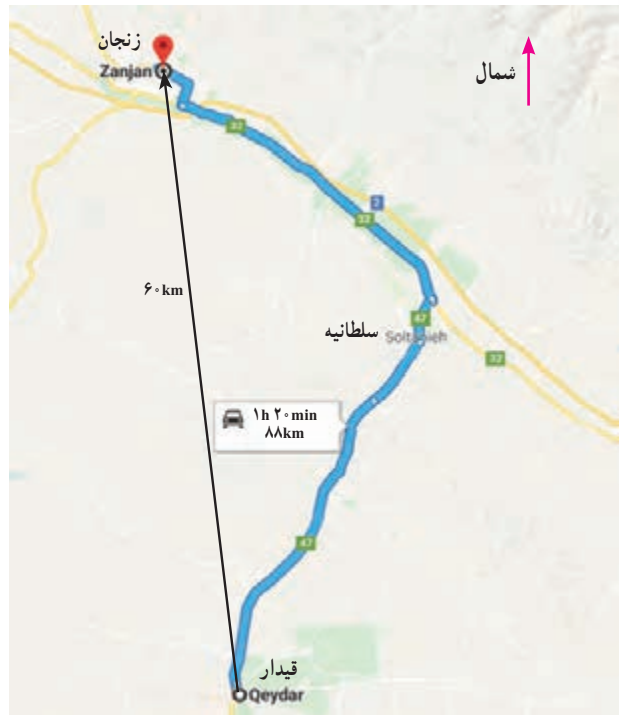 زنجان
Zanjan
شمال
32
2
32
۶۰km
47
سلطانیه
Soltanieh
32
۱h ۲۰min
۸۸km
47
قیدار
Qeydar